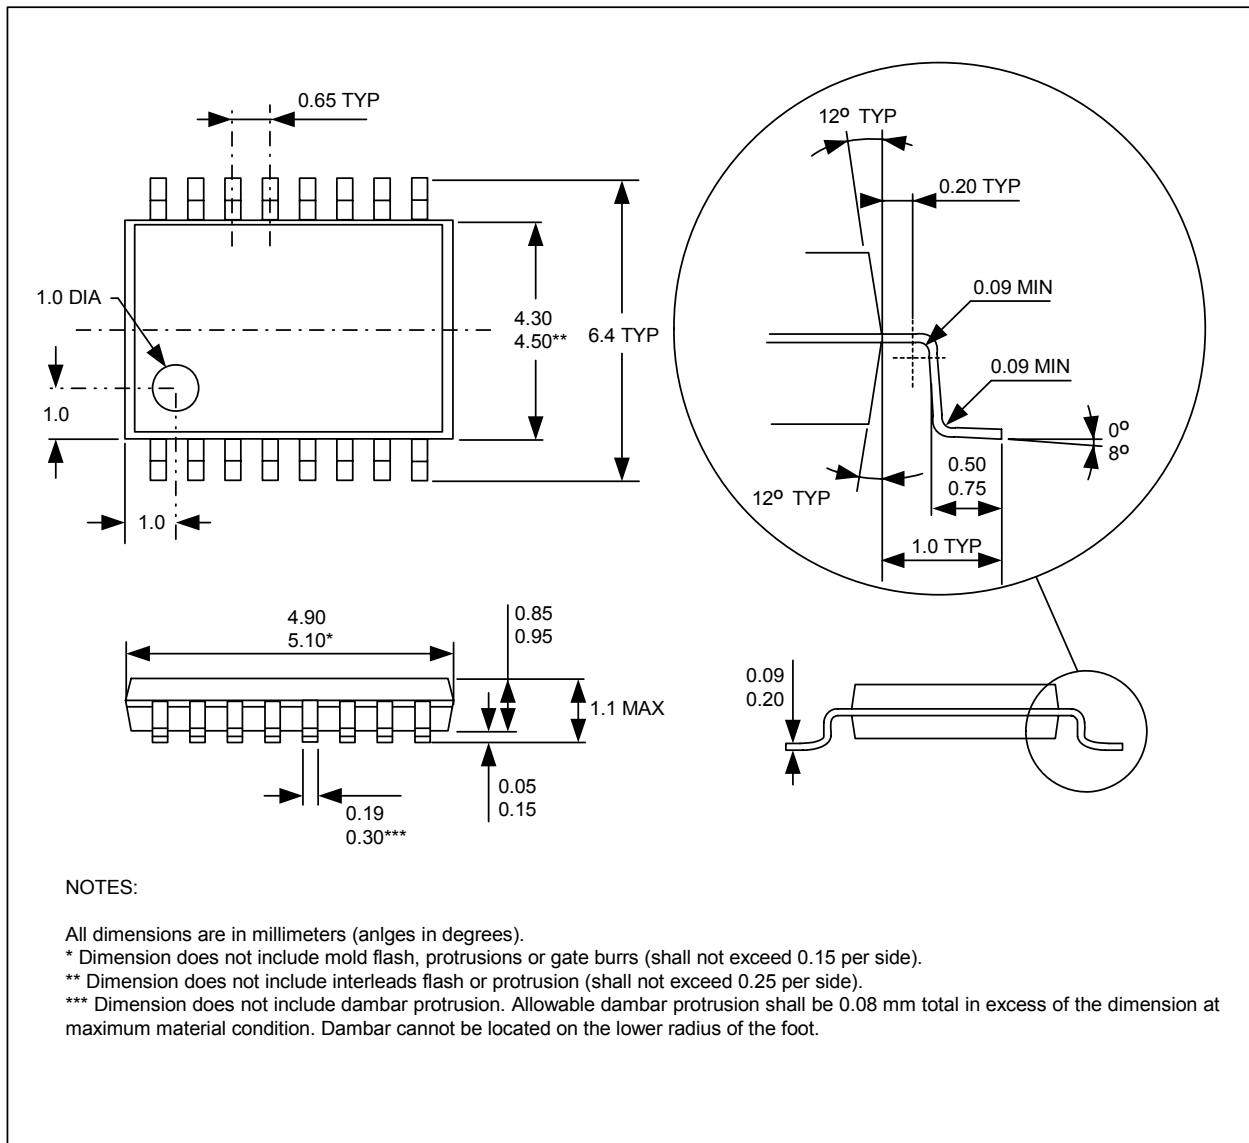 0.65 TYP
1.0 DIA
4.30
4.50**
6.4 TYP
1.0
1.0
12º TYP
0.20 TYP
0.09 MIN
0.09 MIN
0º
8º
0.50
0.75
12º TYP
1.0 TYP
4.90
5.10*
0.85
0.95
1.1 MAX
0.05
0.15
0.19
0.30***
0.09
0.20
NOTES:
All dimensions are in millimeters (anlges in degrees).
* Dimension does not include mold flash, protrusions or gate burrs (shall not exceed 0.15 per side).
** Dimension does not include interleads flash or protrusion (shall not exceed 0.25 per side).
*** Dimension does not include dambar protrusion. Allowable dambar protrusion shall be 0.08 mm total in excess of the dimension at
maximum material condition. Dambar cannot be located on the lower radius of the foot.